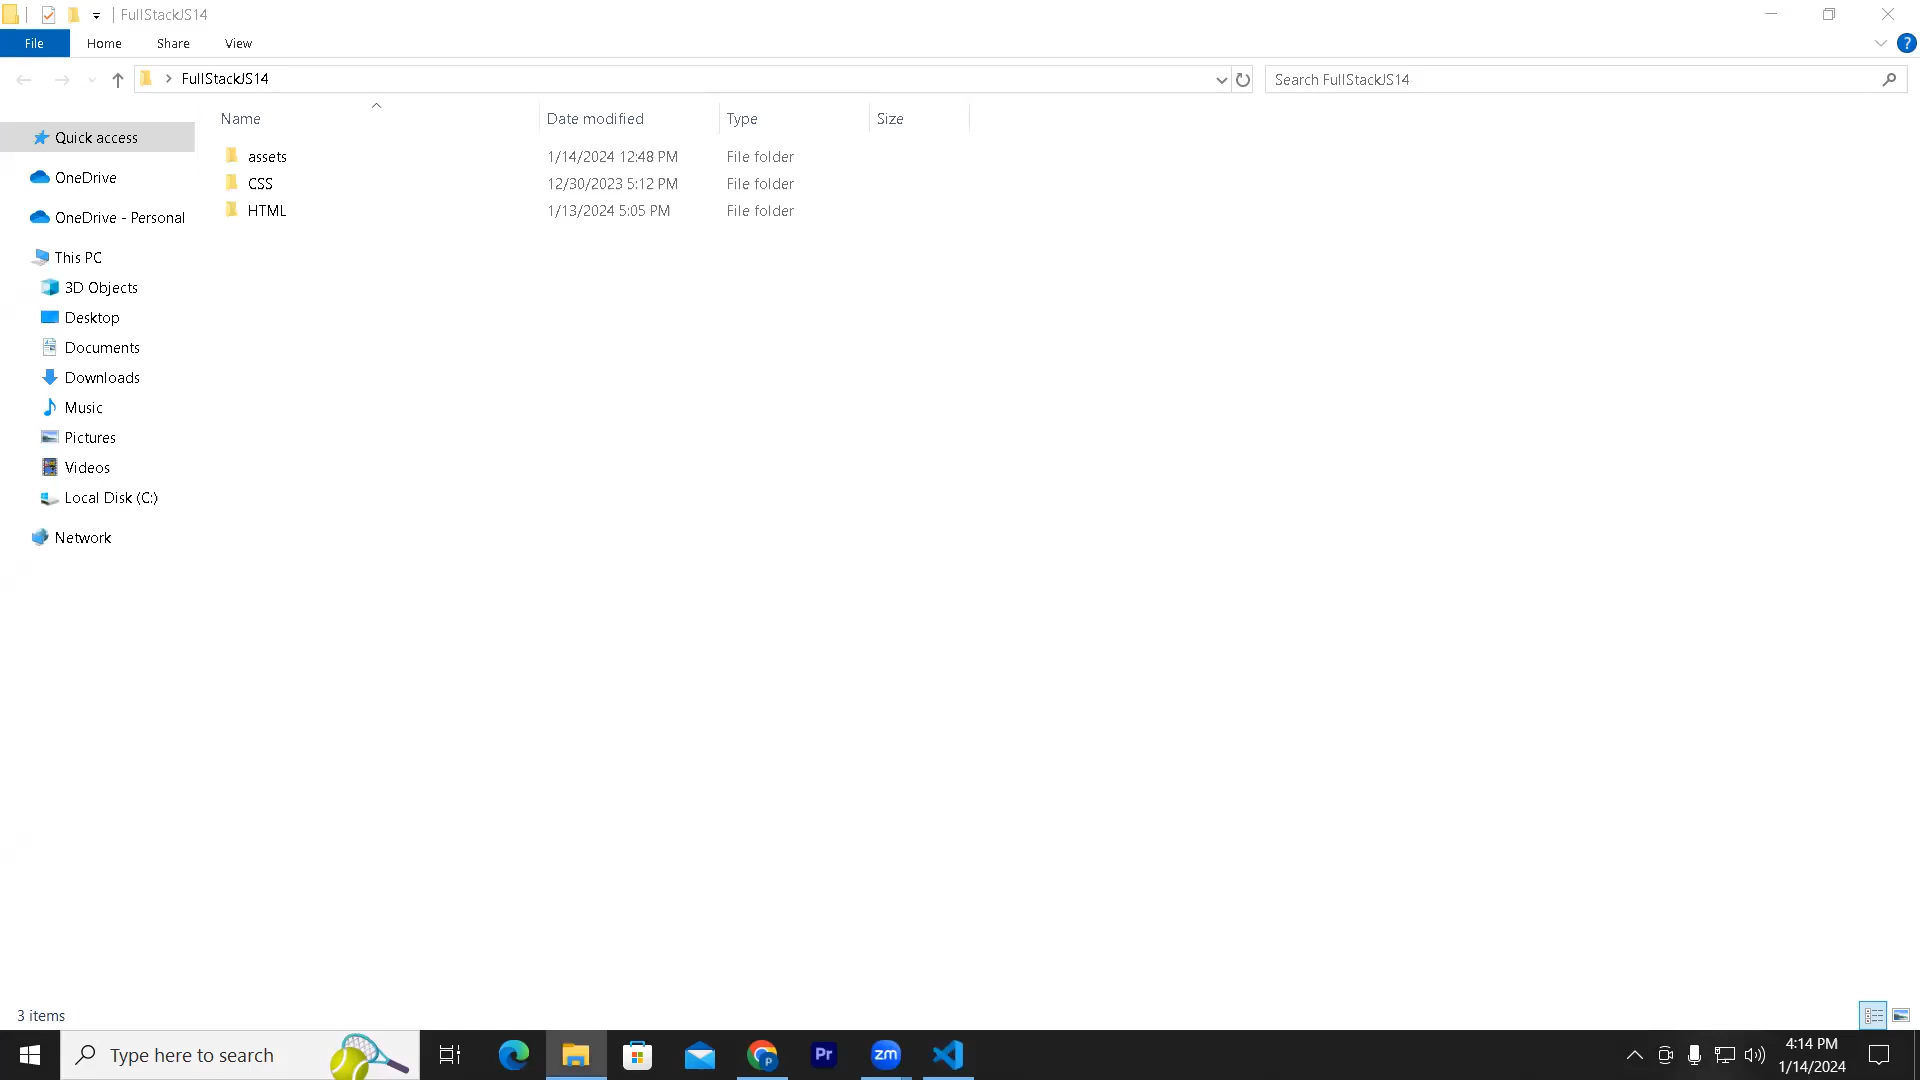 FullStackJS14
File Home Share View
?
FullStackJS14
Search FullStackJS14
Name Date modified Type Size
Quick access
OneDrive
OneDrive - Personal
This PC
3D Objects
Desktop
Documents
Downloads
Music
Pictures
Videos
Local Disk (C:)
Network
assets 1/14/2024 12:48 PM File folder
CSS 12/30/2023 5:12 PM File folder
HTML 1/13/2024 5:05 PM File folder
3 items
Type here to search
P
Pr
zm
4:14 PM
1/14/2024